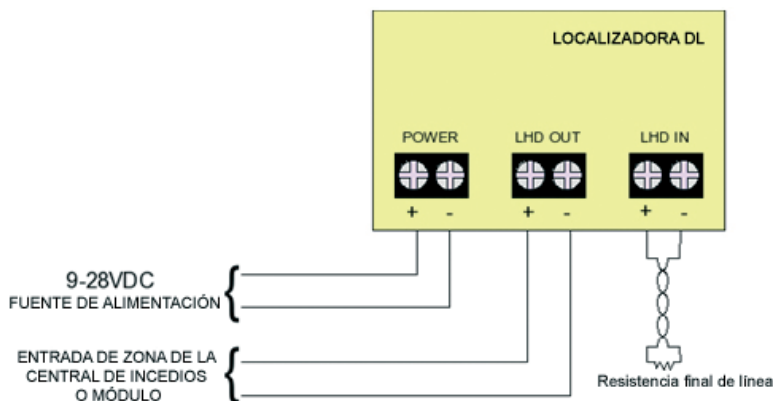 LOCALIZADORA DL
POWER
LHD OUT
LHD IN
+ - + - + -
9-28VDC
FUENTE DE ALIMENTACIÓN
ENTRADA DE ZONA DE LA
CENTRAL DE INCEDIOS
O MÓDULO
Resistencia final de línea